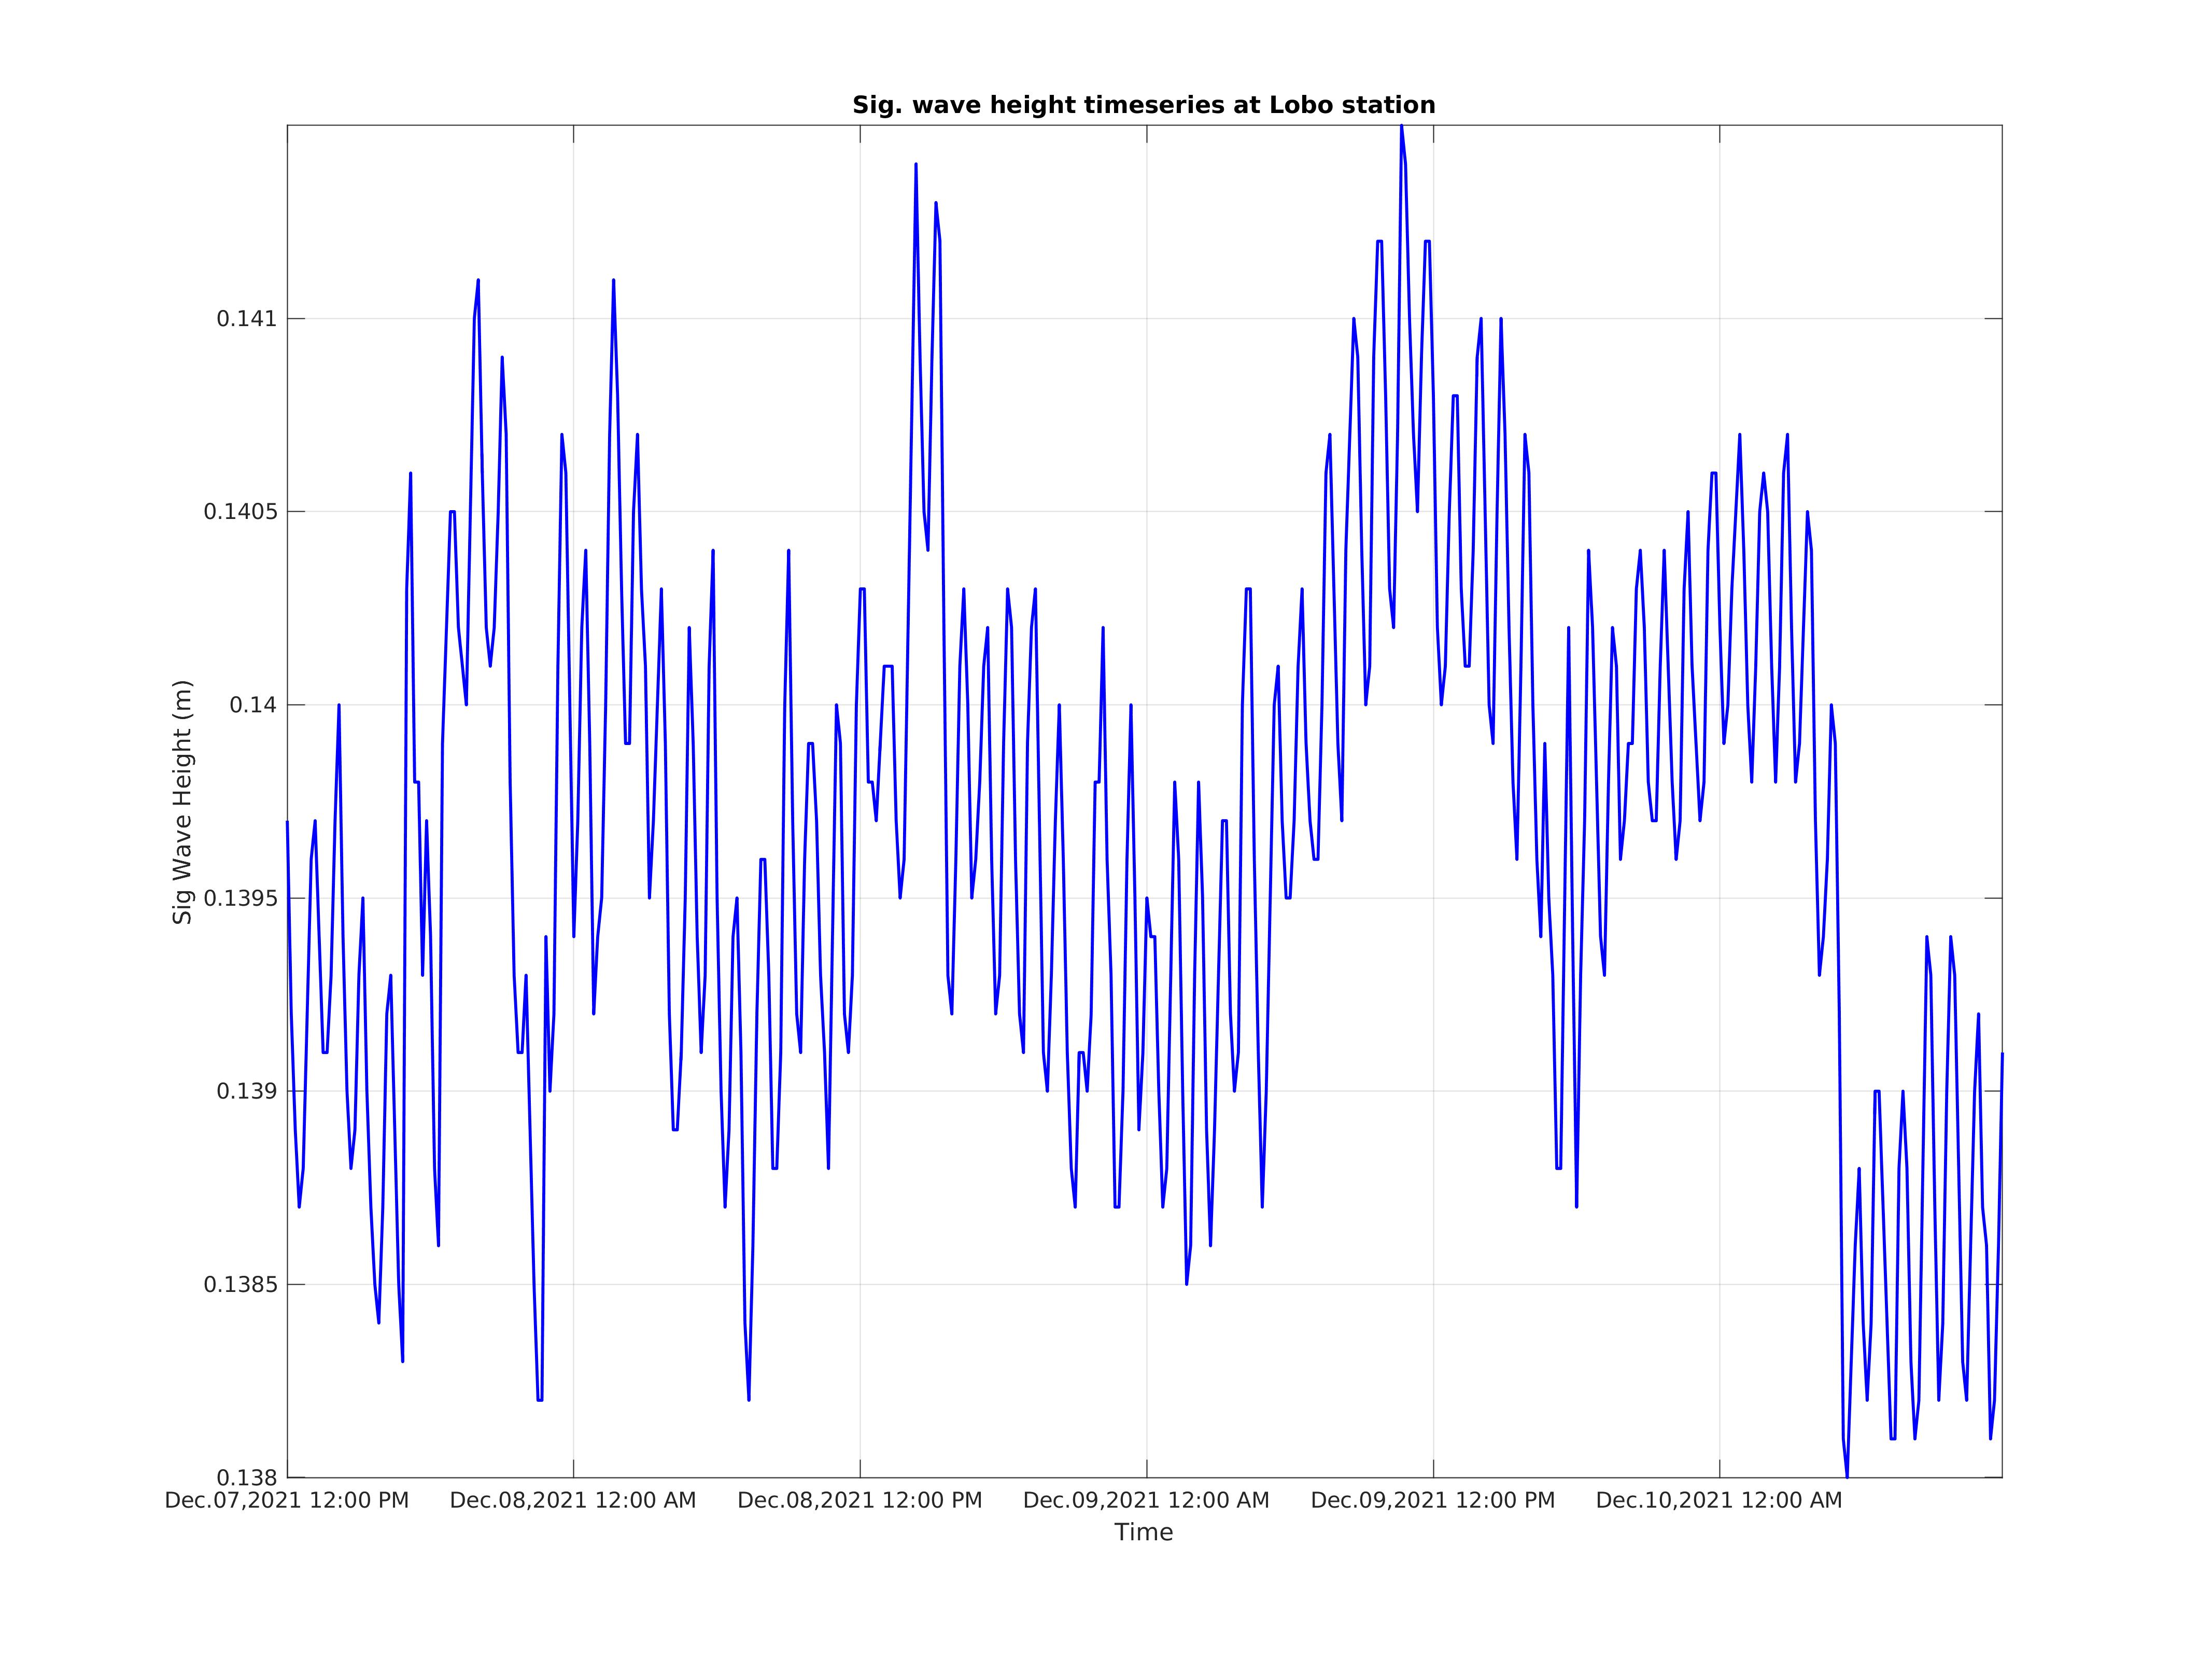 Sig. wave height timeseries at Lobo station
0.141
0.1405
0.14
0.1395
0.139
0.1385
0.138
Sig Wave Height (m)
Dec.07,2021 12:00 PM Dec.08,2021 12:00 AM Dec.08,2021 12:00 PM Dec.09,2021 12:00 AM Dec.09,2021 12:00 PM Dec.10,2021 12:00 AM
Time